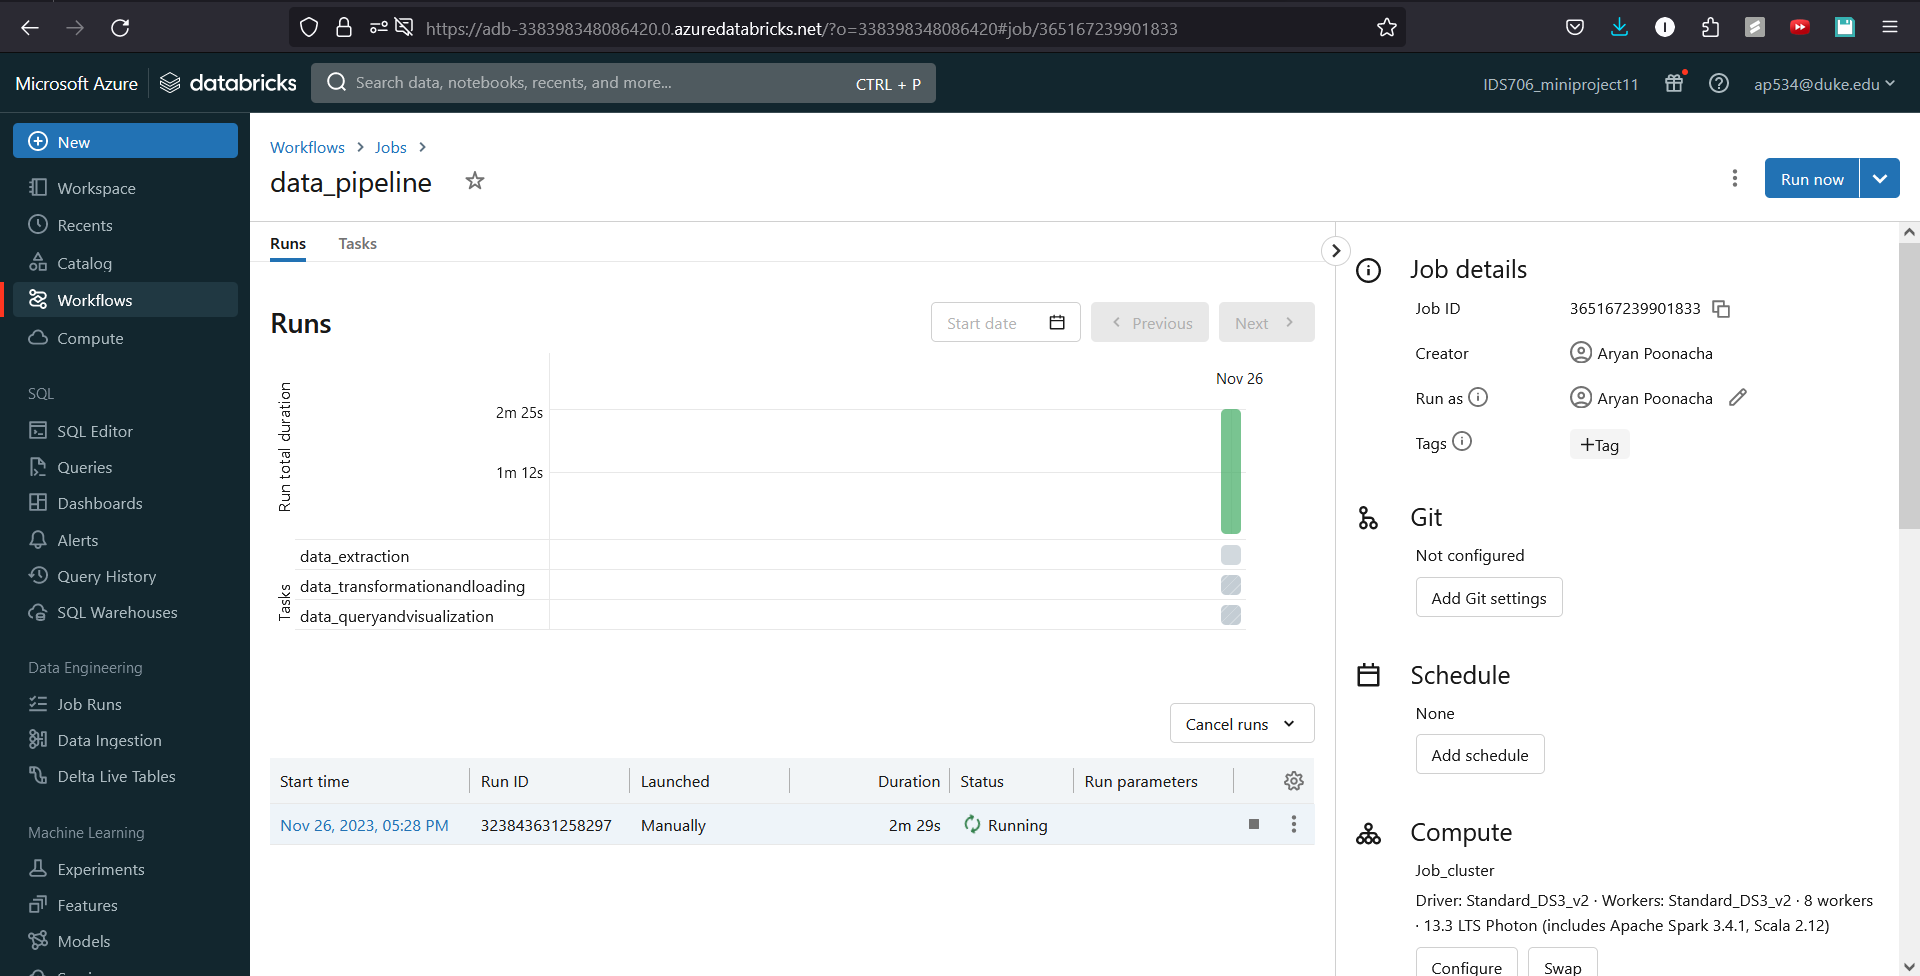 https://adb-338398348086420.0.azuredatabricks.net/?o=338398348086420#job/365167239901833
Microsoft Azure databricks Search data, notebooks, recents, and more... CTRL + P IDS706_miniproject11 ap534@duke.edu
New
Workspace
Recents
Catalog
Workflows
Compute
SQL
SQL Editor
Queries
Dashboards
Alerts
Query History
SQL Warehouses
Data Engineering
Job Runs
Data Ingestion
Delta Live Tables
Machine Learning
Experiments
Features
Models
Workflows > Jobs >
data_pipeline
Run now
Runs Tasks
Runs
Start date Previous Next
Nov 26
Run total duration
2m 25s
1m 12s
Tasks
data_extraction
data_transformationandloading
data_queryandvisualization
Cancel runs
Start time Run ID Launched Duration Status Run parameters
Nov 26, 2023, 05:28 PM 323843631258297 Manually 2m 29s Running
Job details
Job ID 365167239901833
Creator Aryan Poonacha
Run as Aryan Poonacha
Tags +Tag
Git
Not configured
Add Git settings
Schedule
None
Add schedule
Compute
Job_cluster
Driver: Standard_DS3_v2 · Workers: Standard_DS3_v2 · 8 workers
· 13.3 LTS Photon (includes Apache Spark 3.4.1, Scala 2.12)
Configure Swap